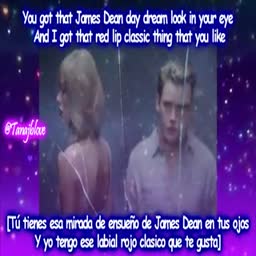 You got that James Dean day dream look in your eye
And I got that red lip classic thing that you like
@Tanajblove
[Tú tienes esa mirada de ensueño de James Dean en tus ojos
Y yo tengo ese labial rojo clasico que te gusta]